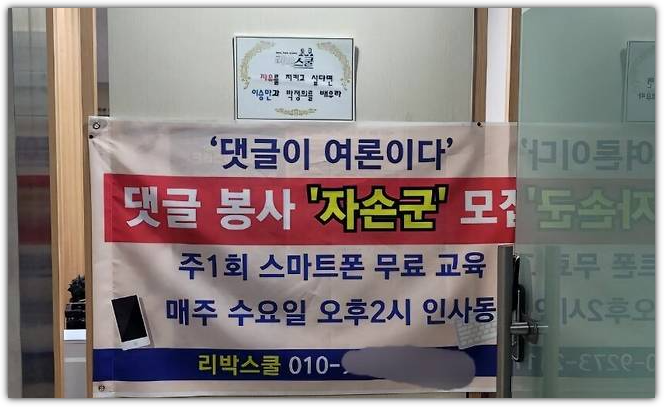 스쿨
자유를 지키고 싶다면
이승만과 박정희를 배우라
'댓글이 여론이다'
댓글 봉사 '자손군' 모집
주1회 스마트폰 무료 교육
매주 수요일 오후2시 인사동
리박스쿨 010-